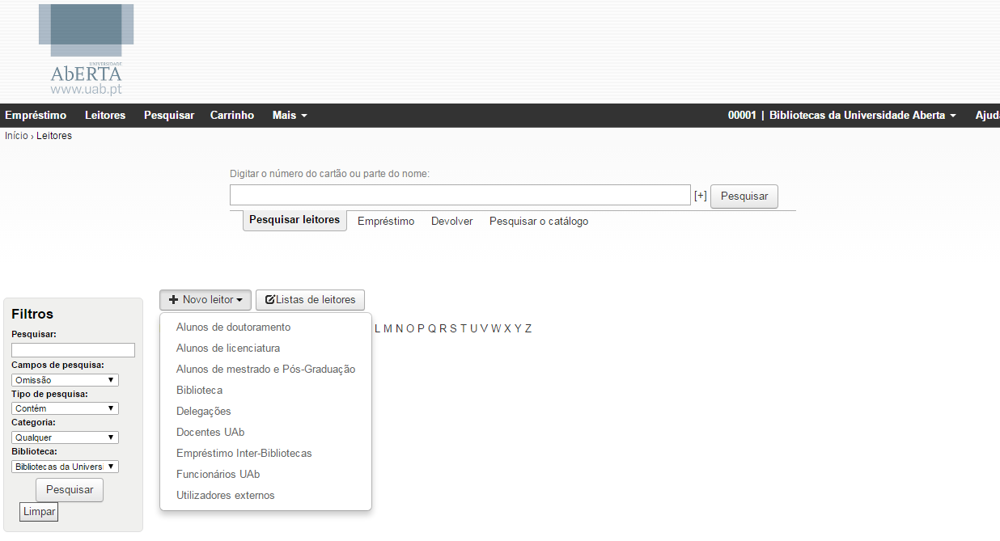 UNIVERSIDADE
AbERTA
www.uab.pt
Empréstimo Leitores Pesquisar Carrinho Mais 00001 | Bibliotecas da Universidade Aberta Ajuda
Início › Leitores
Digitar o número do cartão ou parte do nome:
[+] Pesquisar
Pesquisar leitores Empréstimo Devolver Pesquisar o catálogo
Novo leitor Listas de leitores
L M N O P Q R S T U V W X Y Z
Alunos de doutoramento
Alunos de licenciatura
Alunos de mestrado e Pós-Graduação
Biblioteca
Delegações
Docentes UAb
Empréstimo Inter-Bibliotecas
Funcionários UAb
Utilizadores externos
Filtros
Pesquisar:
Campos de pesquisa:
Omissão
Tipo de pesquisa:
Contém
Categoria:
Qualquer
Biblioteca:
Bibliotecas da Universi
Pesquisar
Limpar